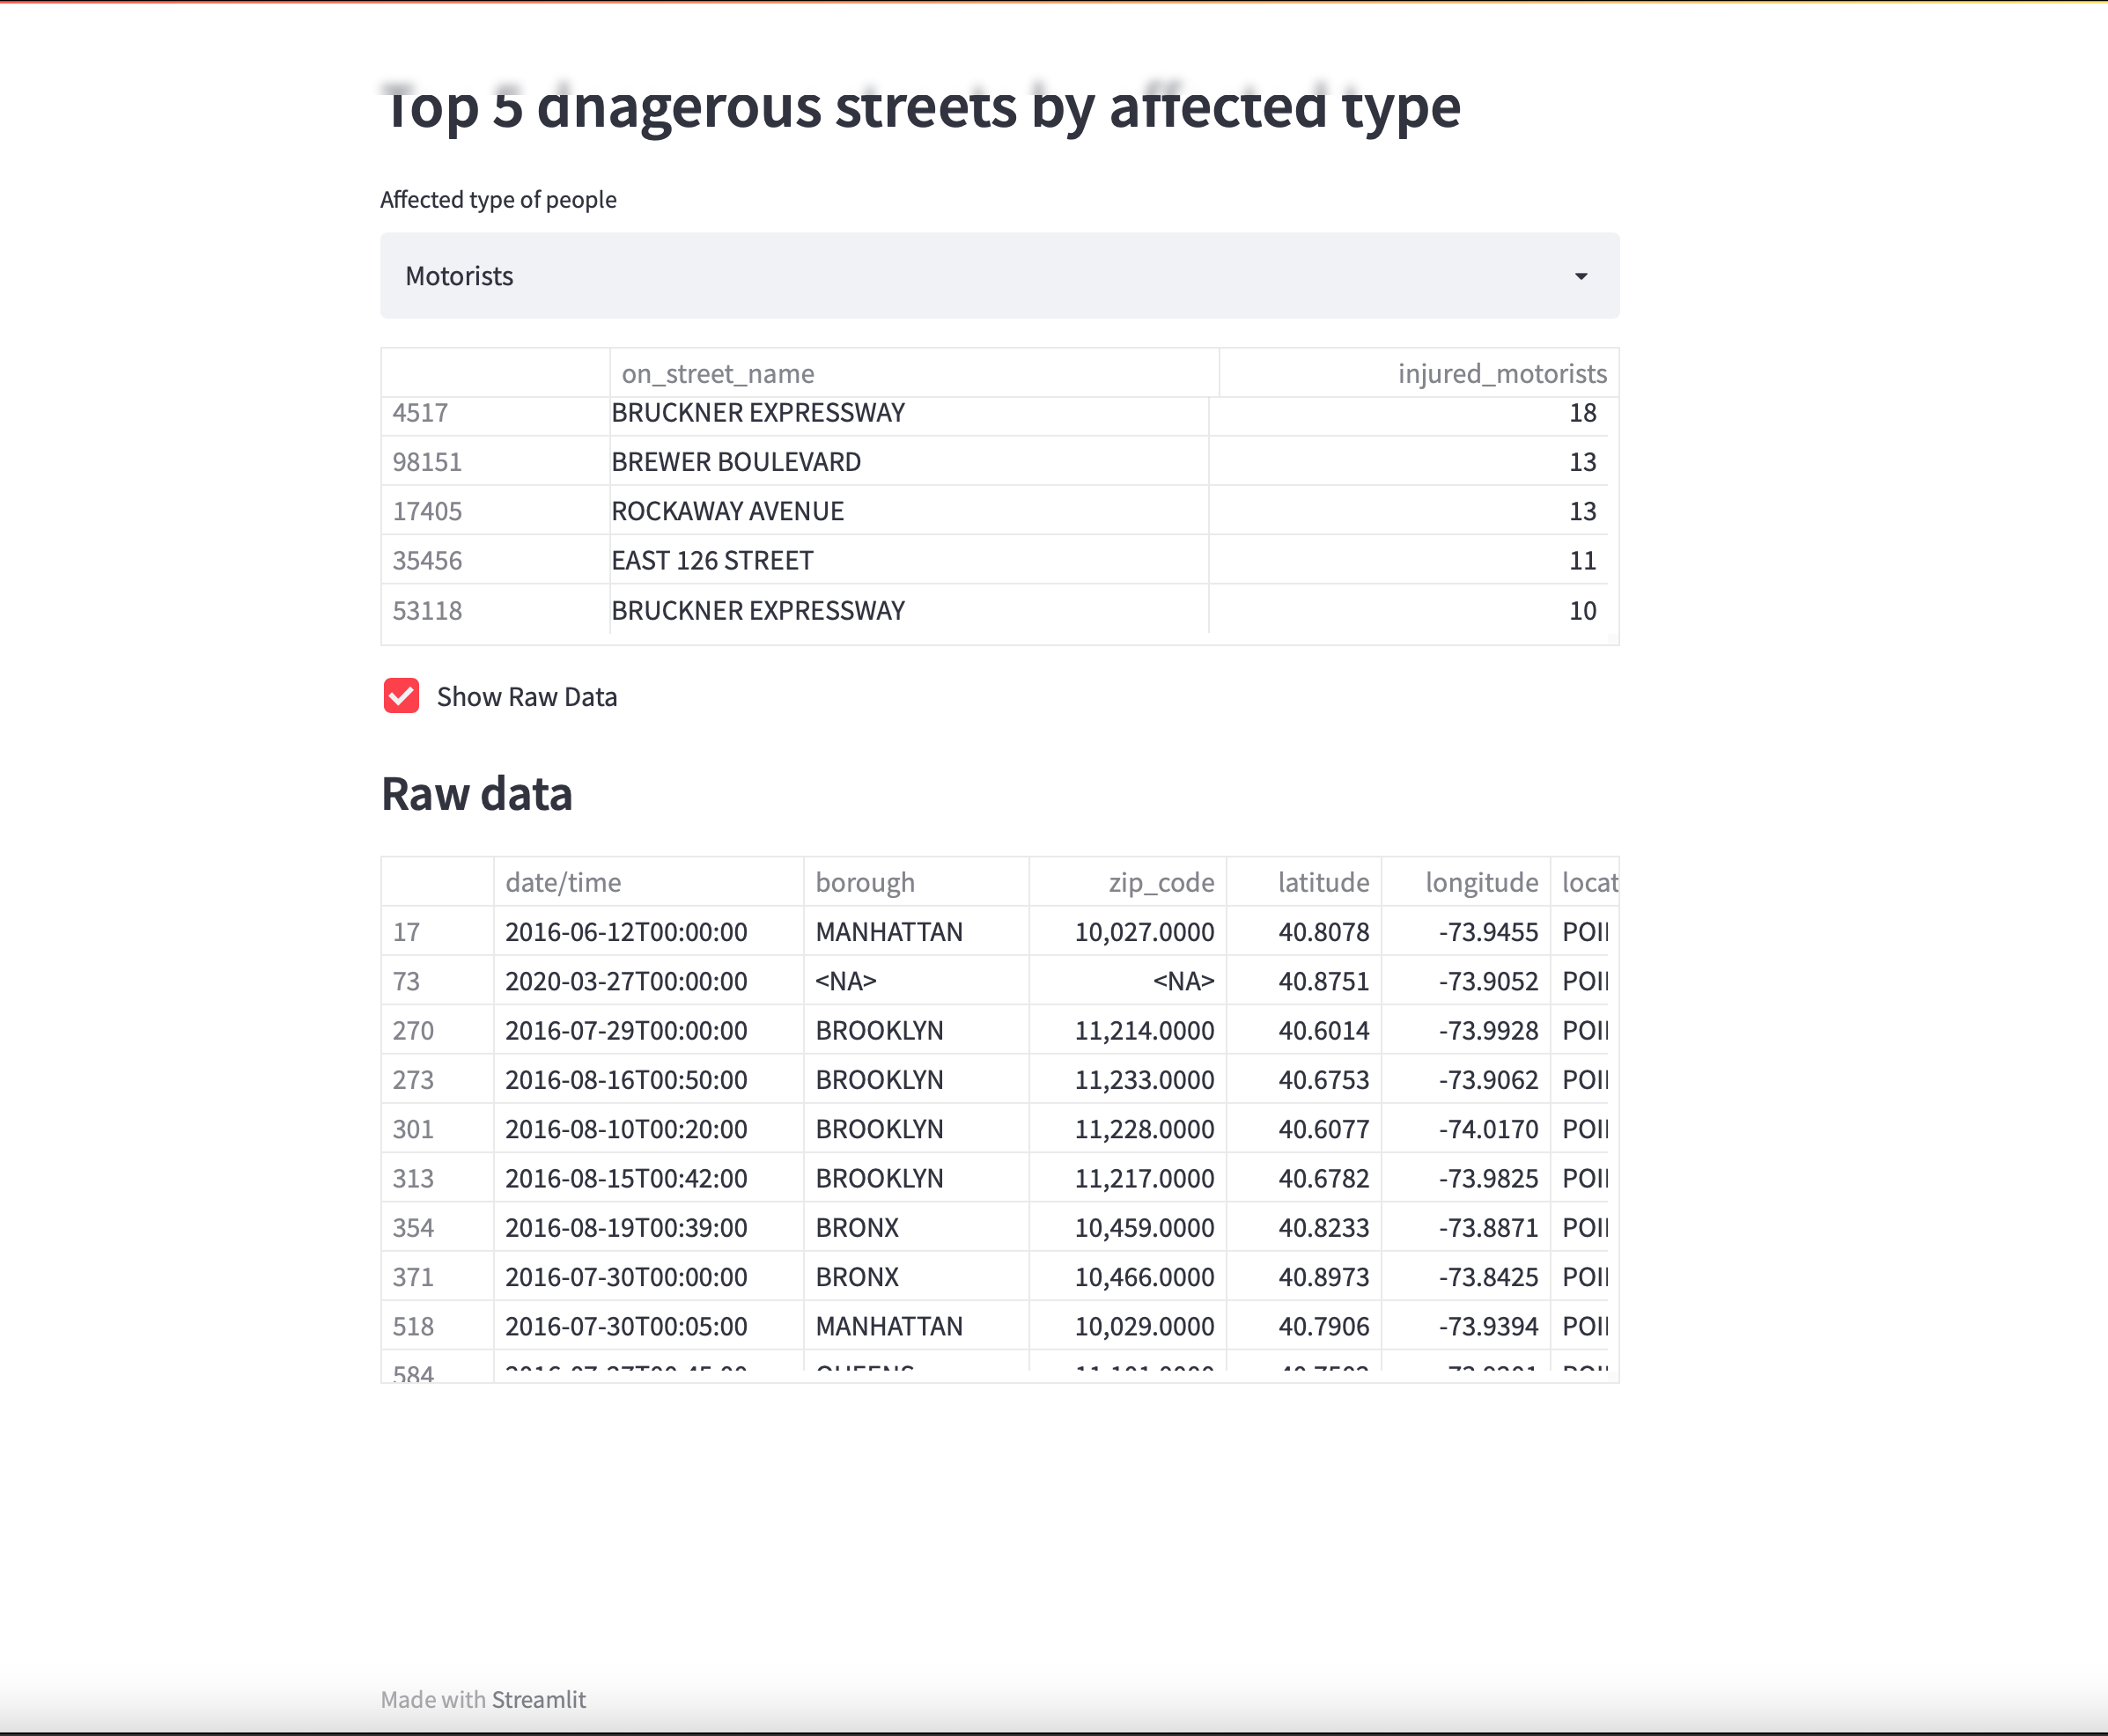 Top 5 dnagerous streets by affected type
Affected type of people
Motorists
on_street_name injured_motorists
4517 BRUCKNER EXPRESSWAY 18
98151 BREWER BOULEVARD 13
17405 ROCKAWAY AVENUE 13
35456 EAST 126 STREET 11
53118 BRUCKNER EXPRESSWAY 10
Show Raw Data
Raw data
date/time borough zip_code latitude longitude locat
17 2016-06-12T00:00:00 MANHATTAN 10,027.0000 40.8078 -73.9455 POI
73 2020-03-27T00:00:00 <NA> <NA> 40.8751 -73.9052 POI
270 2016-07-29T00:00:00 BROOKLYN 11,214.0000 40.6014 -73.9928 POI
273 2016-08-16T00:50:00 BROOKLYN 11,233.0000 40.6753 -73.9062 POI
301 2016-08-10T00:20:00 BROOKLYN 11,228.0000 40.6077 -74.0170 POI
313 2016-08-15T00:42:00 BROOKLYN 11,217.0000 40.6782 -73.9825 POI
354 2016-08-19T00:39:00 BRONX 10,459.0000 40.8233 -73.8871 POI
371 2016-07-30T00:00:00 BRONX 10,466.0000 40.8973 -73.8425 POI
518 2016-07-30T00:05:00 MANHATTAN 10,029.0000 40.7906 -73.9394 POI
584
Made with Streamlit